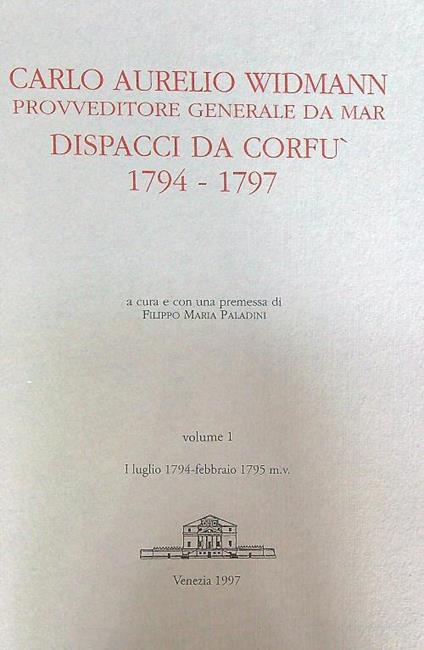 CARLO AURELIO WIDMANN
PROVVEDITORE GENERALE DA MAR
DISPACCI DA CORFU`
1794 - 1797
a cura e con una premessa di
FILIPPO MARIA PALADINI
volume 1
I luglio 1794-febbraio 1795 m.v.
Venezia 1997